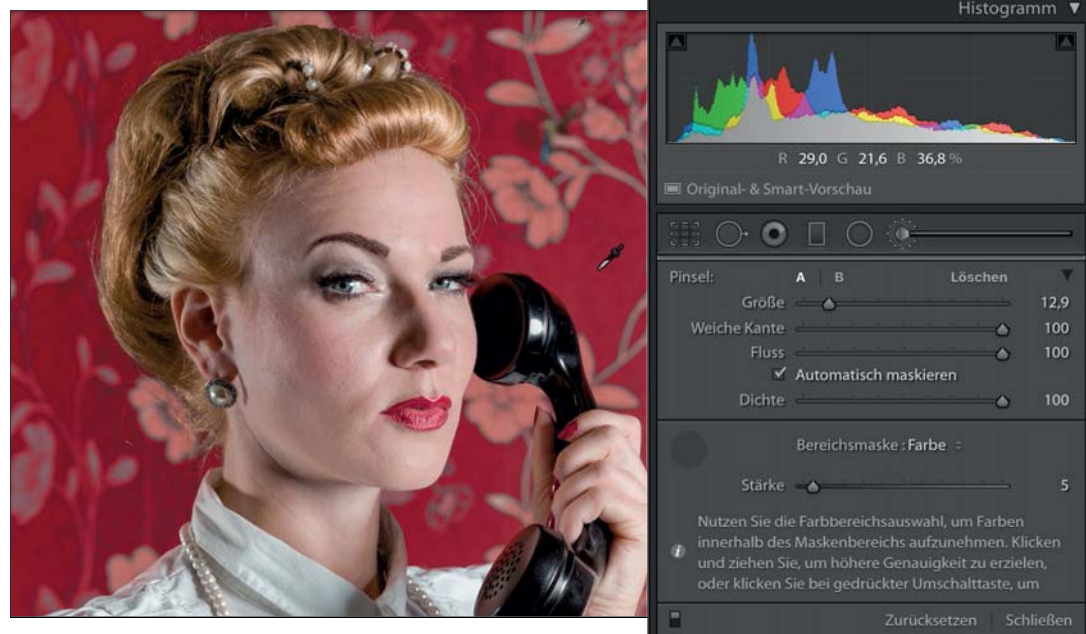 Histogramm
R 29,0 G 21,6 B 36,8 %
Original- & Smart-Vorschau
Pinsel: A B Löschen
Größe 12,9
Weiche Kante 100
Fluss 100
Automatisch maskieren
Dichte 100
Bereichsmaske : Farbe
Stärke 5
Nutzen Sie die Farbbereichsauswahl, um Farben
innerhalb des Maskenbereichs aufzunehmen. Klicken
und ziehen Sie, um höhere Genauigkeit zu erzielen,
oder klicken Sie bei gedrückter Umschalttaste, um
Zurücksetzen Schließen